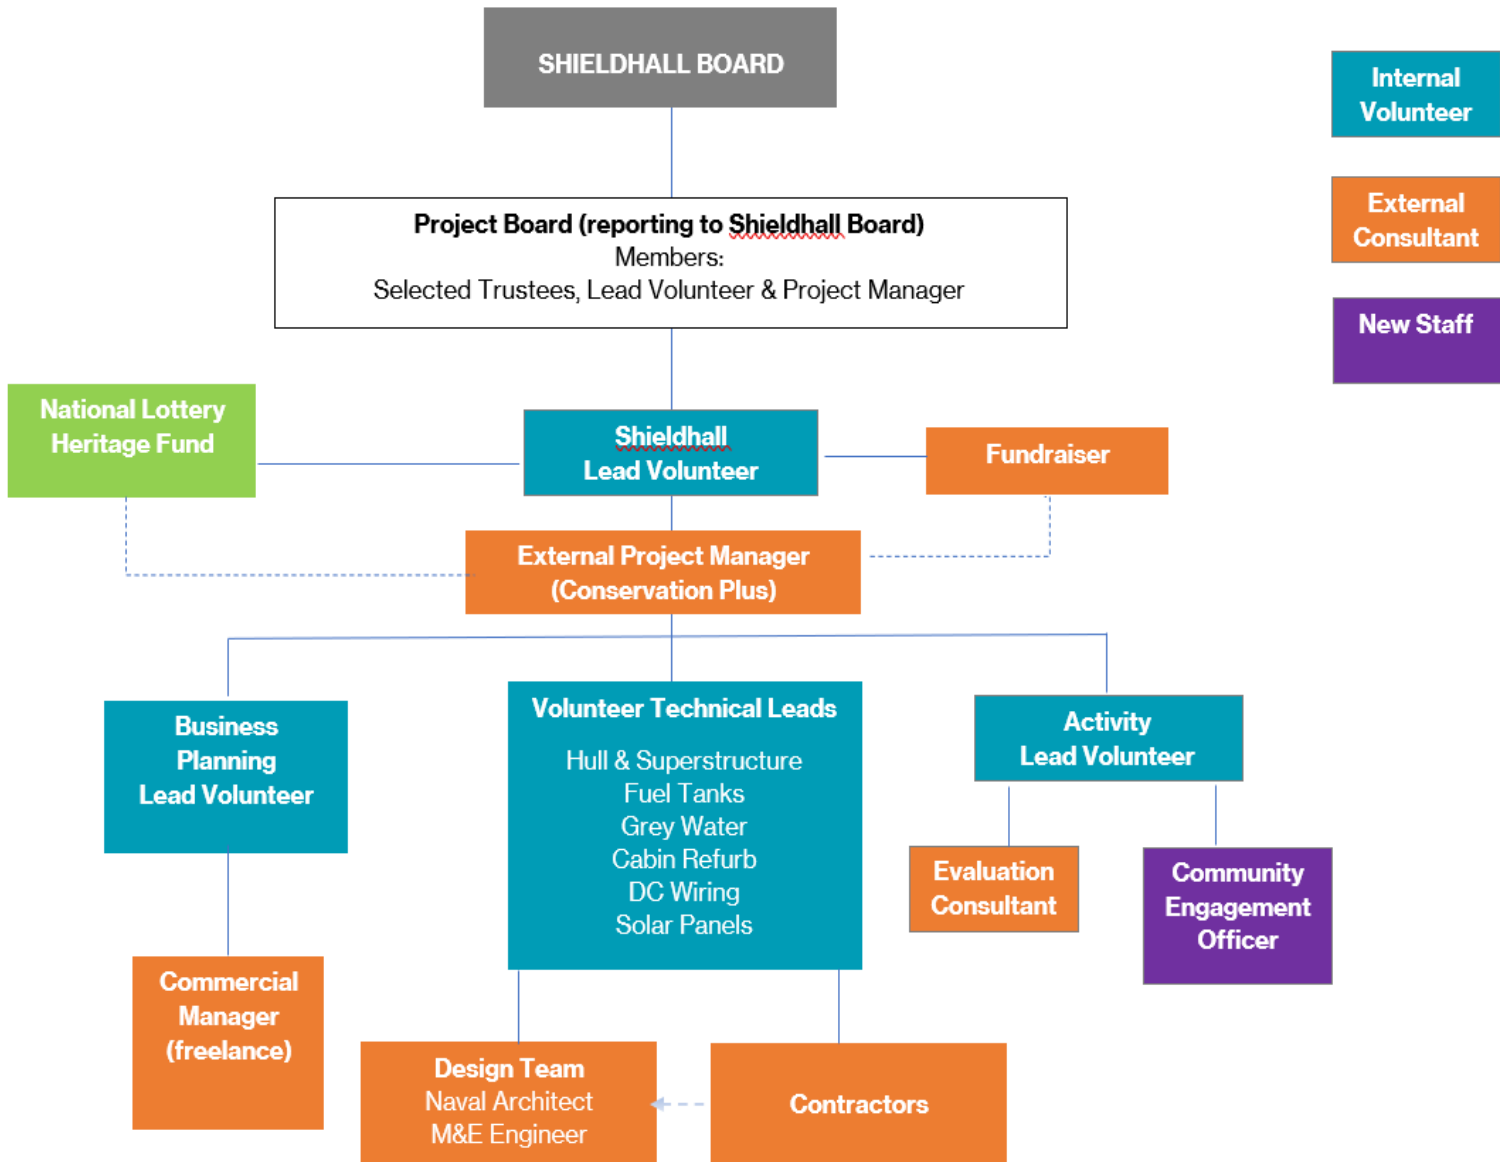 SHIELDHALL BOARD
Internal
Volunteer
Project Board (reporting to Shieldhall Board)
Members:
Selected Trustees, Lead Volunteer & Project Manager
External
Consultant
New Staff
National Lottery
Heritage Fund
Shieldhall
Lead Volunteer
Fundraiser
External Project Manager
(Conservation Plus)
Business
Planning
Lead Volunteer
Volunteer Technical Leads
Hull & Superstructure
Fuel Tanks
Grey Water
Cabin Refurb
DC Wiring
Solar Panels
Activity
Lead Volunteer
Evaluation
Consultant
Community
Engagement
Officer
Commercial
Manager
(freelance)
Design Team
Naval Architect
M&E Engineer
Contractors